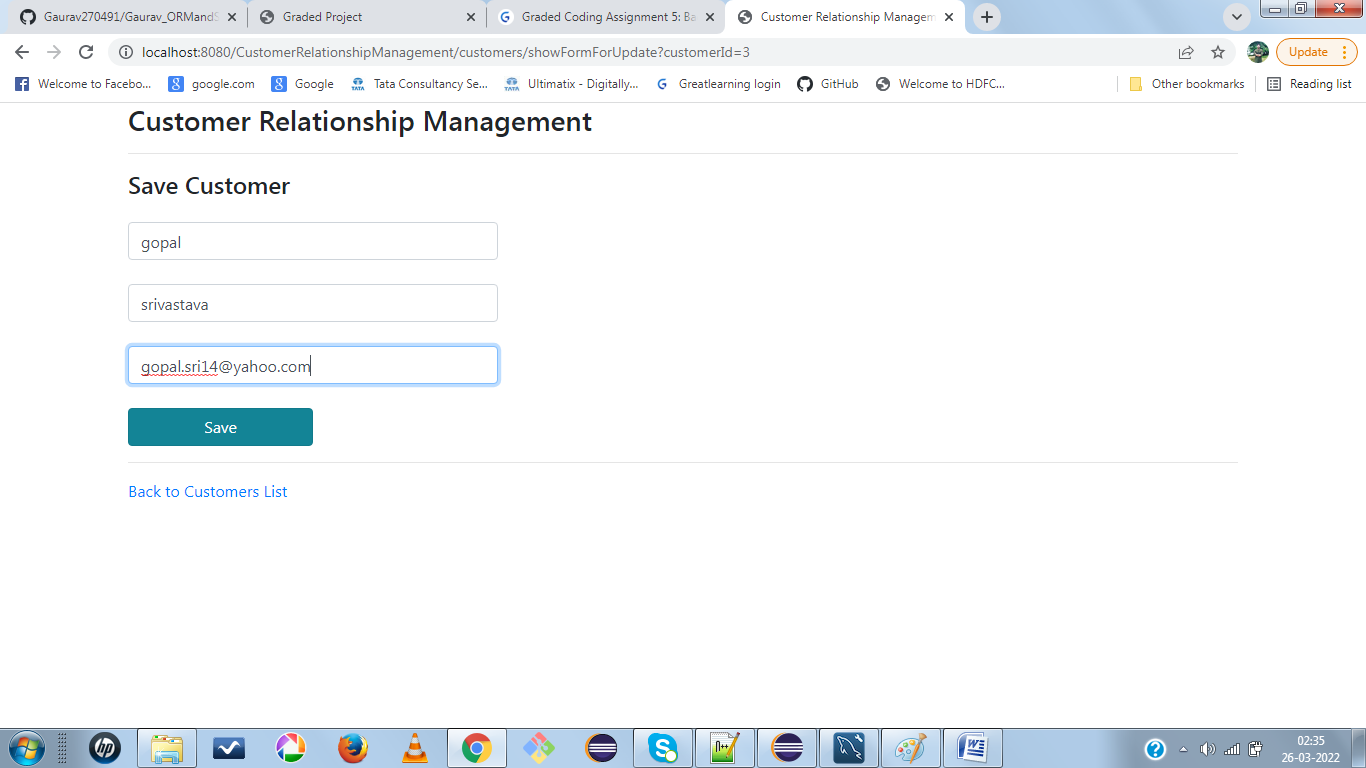 Gaurav270491/Gaurav_ORMandS
Graded Project
Graded Coding Assignment 5: Ba
Customer Relationship Managem
localhost:8080/CustomerRelationshipManagement/customers/showFormForUpdate?customerId=3
Update
Welcome to Facebo...
google.com
Google
Tata Consultancy Se...
Ultimatix - Digitally...
Greatlearning login
GitHub
Welcome to HDFC...
Other bookmarks
Reading list
Customer Relationship Management
Save Customer
gopal
srivastava
gopal.sri14@yahoo.com
Save
Back to Customers List
02:35
26-03-2022